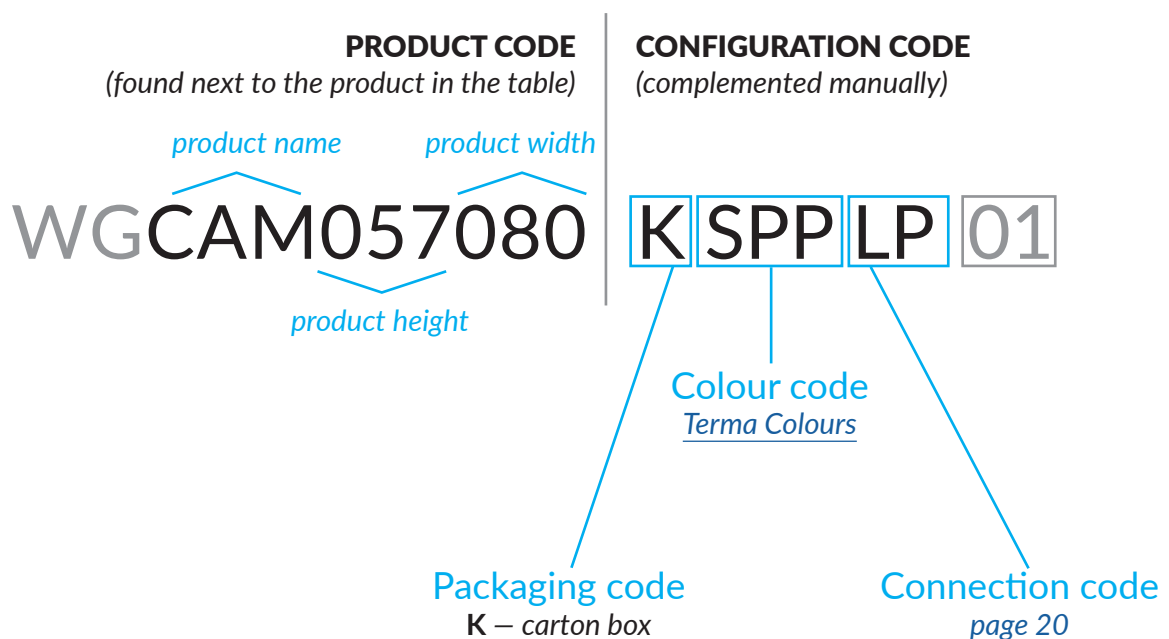 PRODUCT CODE
(found next to the product in the table)
CONFIGURATION CODE
(complemented manually)
product name
product width
WGCAM057080 K SPP LP 01
product height
Colour code
Terma Colours
Packaging code
K — carton box
Connection code
page 20